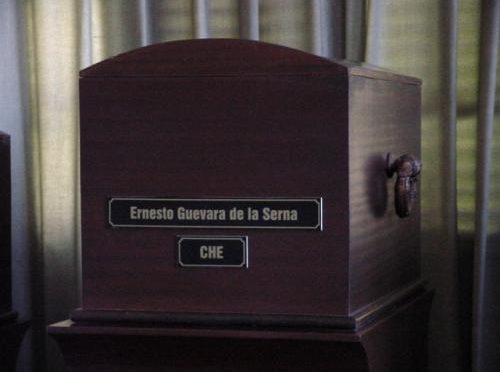 Ernesto Guevara de la Serna
CHE